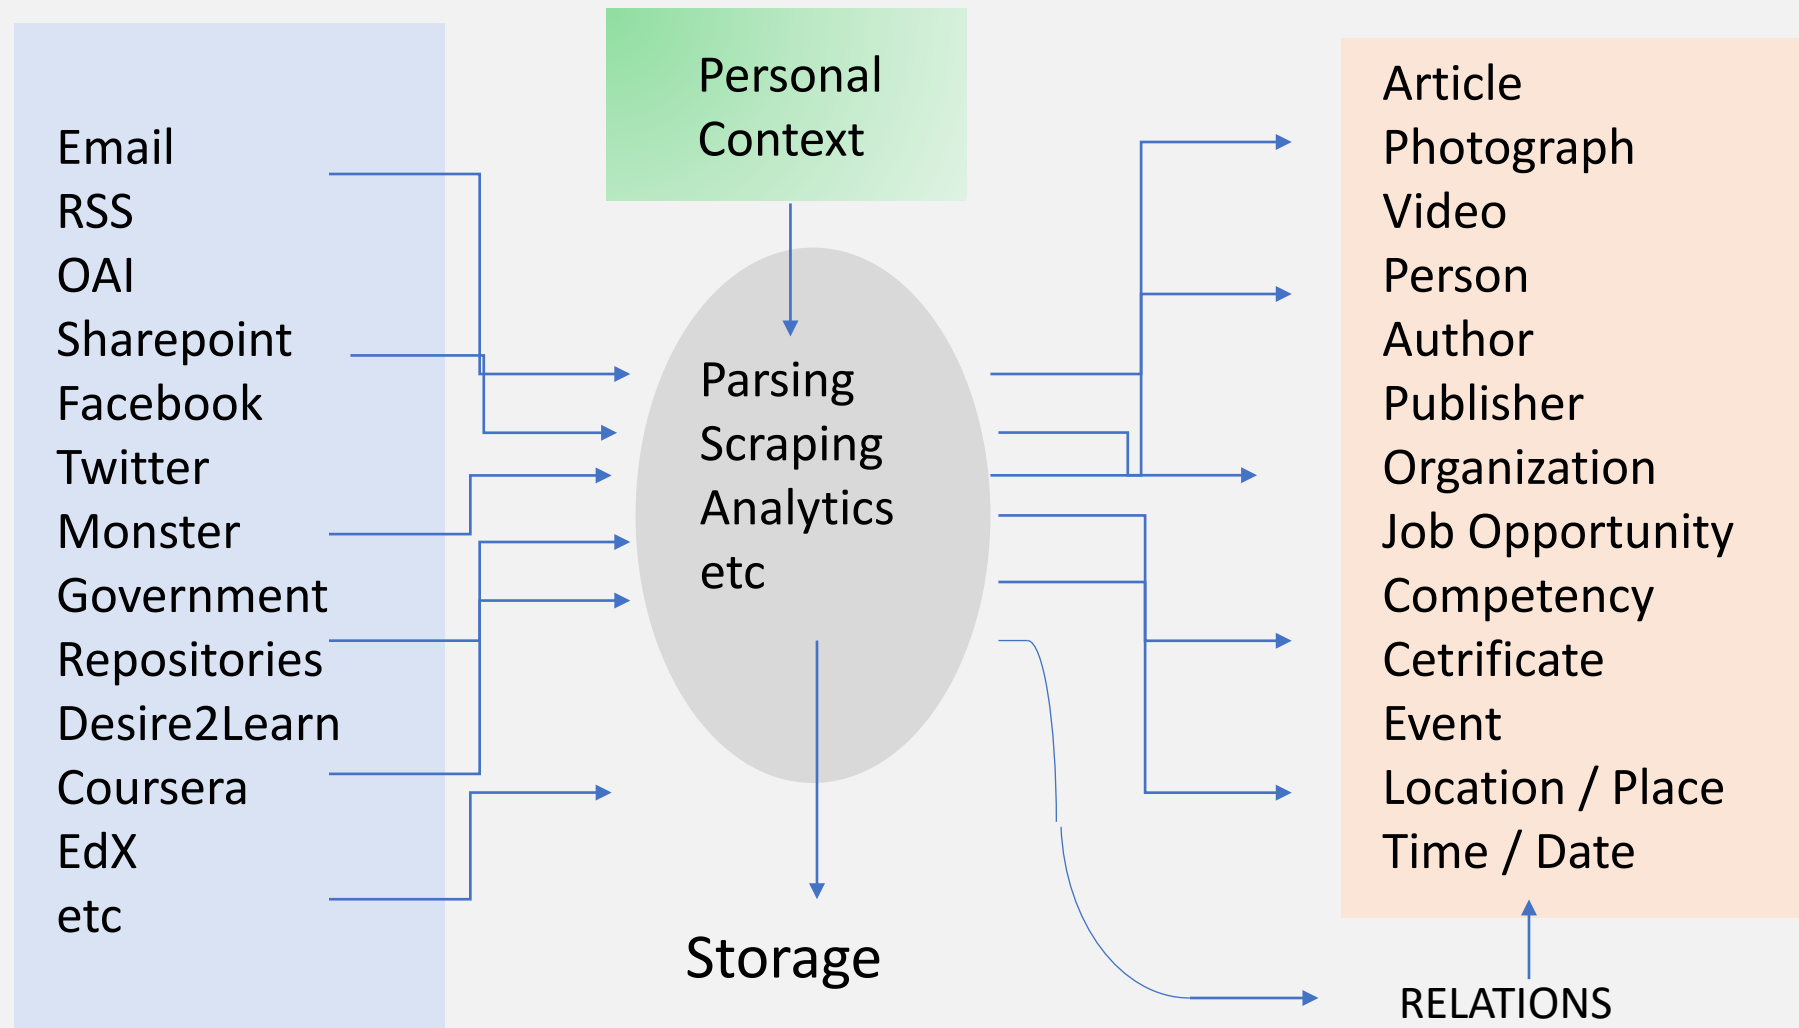 Email
RSS
OAI
Sharepoint
Facebook
Twitter
Monster
Government
Repositories
Desire2Learn
Coursera
EdX
etc
Personal
Context
Parsing
Scraping
Analytics
etc
Storage
Article
Photograph
Video
Person
Author
Publisher
Organization
Job Opportunity
Competency
Cetrificate
Event
Location / Place
Time / Date
RELATIONS